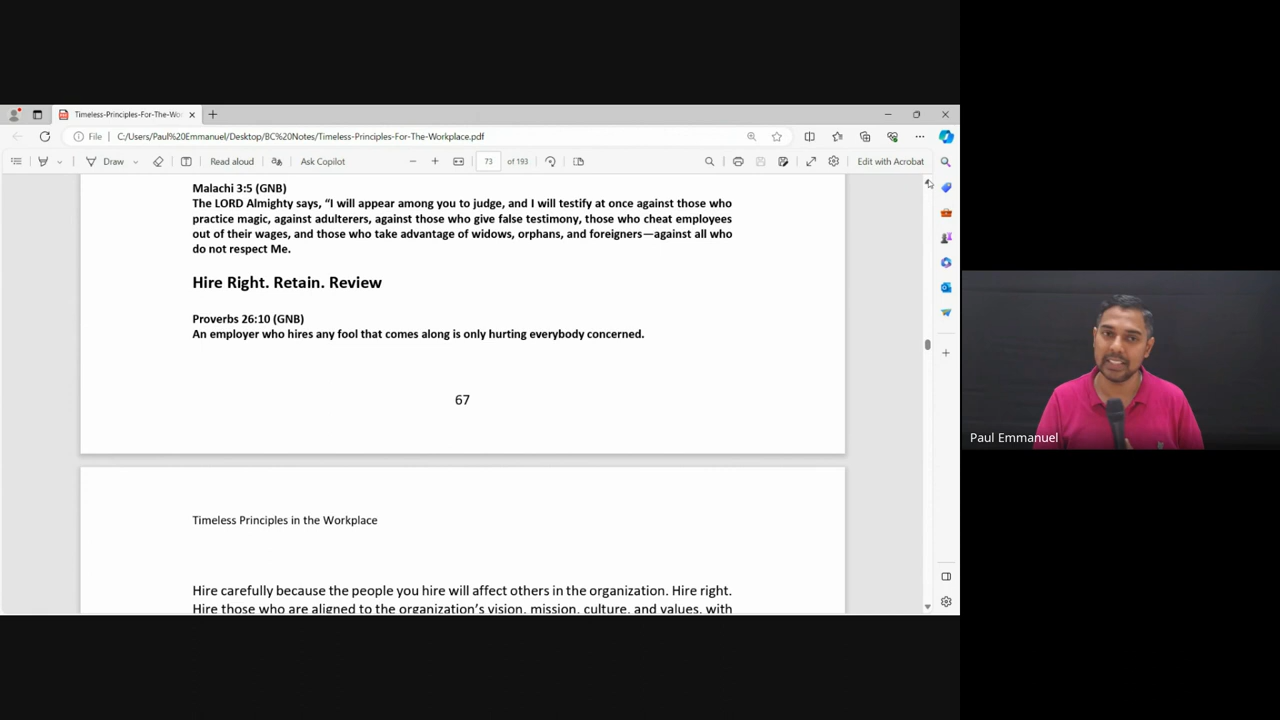 Timeless-Principles-For-The-Wo
File
C:/Users/Paul%20Emmanuel/Desktop/BC%20Notes/Timeless-Principles-For-The-Workplace.pdf
Draw
Read aloud
Ask Copilot
73 of 193
Edit with Acrobat
Malachi 3:5 (GNB)
The LORD Almighty says, “I will appear among you to judge, and I will testify at once against those who
practice magic, against adulterers, against those who give false testimony, those who cheat employees
out of their wages, and those who take advantage of widows, orphans, and foreigners—against all who
do not respect Me.
Hire Right. Retain. Review
Proverbs 26:10 (GNB)
An employer who hires any fool that comes along is only hurting everybody concerned.
67
Timeless Principles in the Workplace
Hire carefully because the people you hire will affect others in the organization. Hire right.
Hire those who are aligned to the organization’s vision, mission, culture, and values, with
Paul Emmanuel